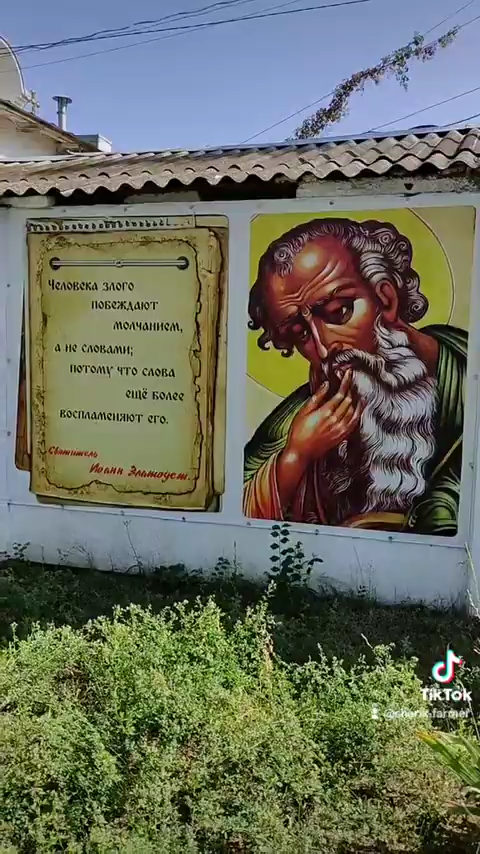 Человека злого
побеждают
молчанием,
а не словами;
потому что слова
ещё более
воспламеняют его.
Святитель
Иоанн Златоуст.
TikTok